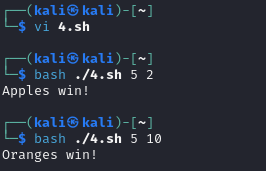 ┌──(kali㉿kali)-[~]
└─$ vi 4.sh
┌──(kali㉿kali)-[~]
└─$ bash ./4.sh 5 2
Apples win!
┌──(kali㉿kali)-[~]
└─$ bash ./4.sh 5 10
Oranges win!